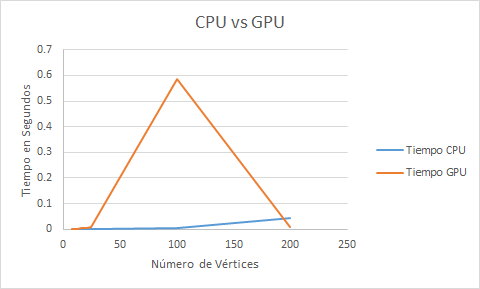 CPU vs GPU
0.7
0.6
0.5
0.4
0.3
0.2
0.1
0
0 50 100 150 200 250
Tiempo en Segundos
Número de Vértices
Tiempo CPU
Tiempo GPU